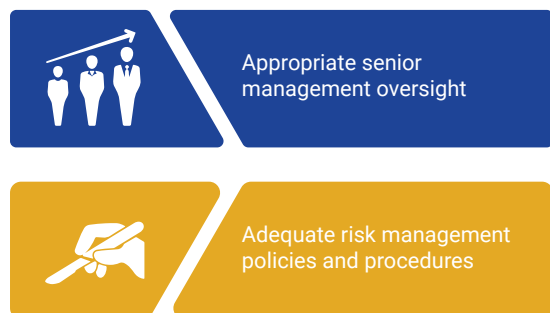 Appropriate senior
management oversight
Adequate risk management
policies and procedures